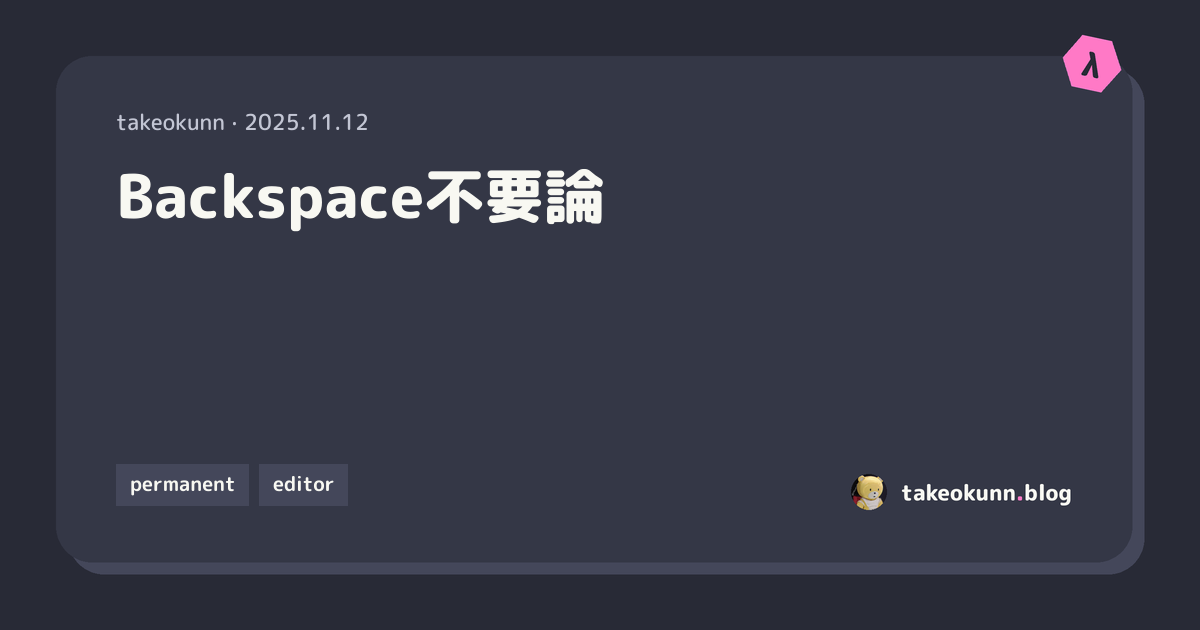 λ
takeokunn · 2025.11.12
Backspace不要論
permanent
editor
takeokunn.blog